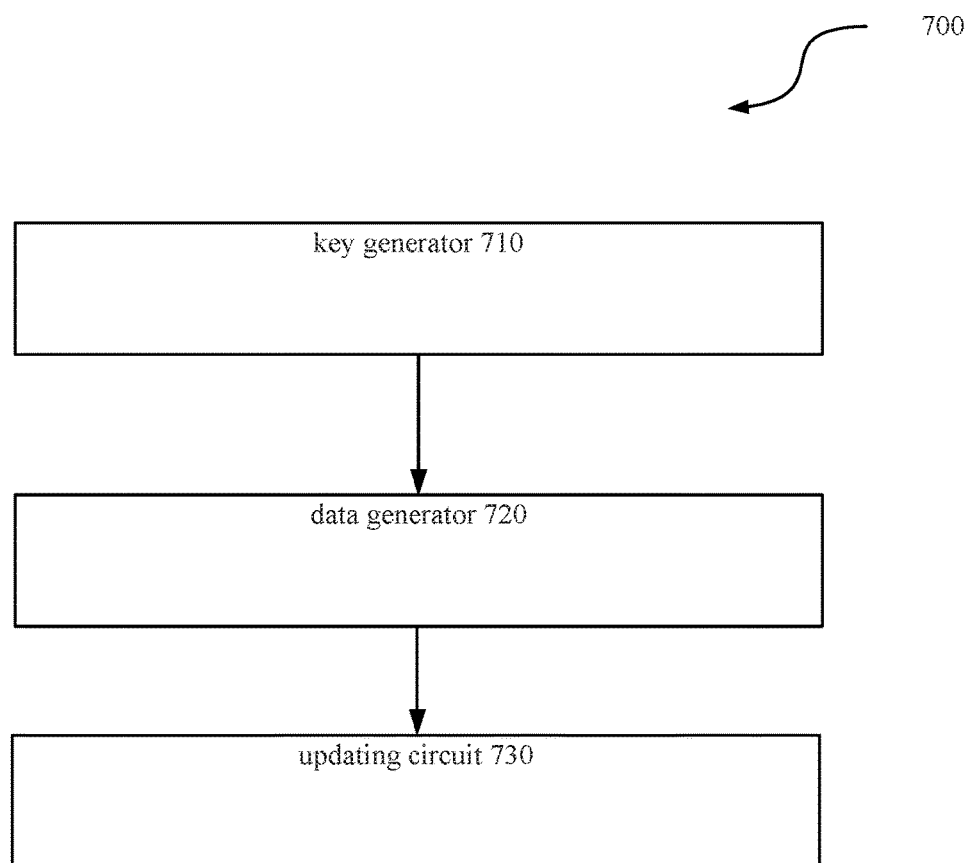 700
key generator 710
data generator 720
updating circuit 730